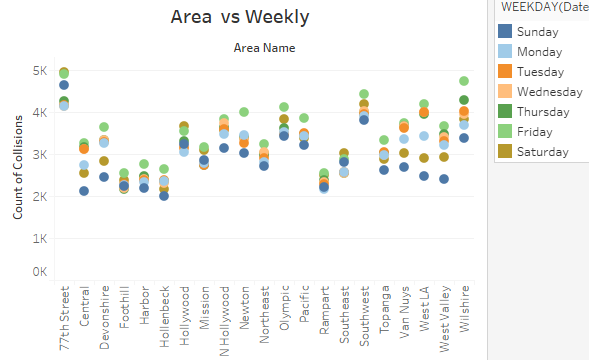 Area  vs Weekly
Area Name
Count of Collisions
5K
4K
3K
2K
1K
0K
77th Street
Central
Devonshire
Foothill
Harbor
Hollenbeck
Hollywood
Mission
N Hollywood
Newton
Northeast
Olympic
Pacific
Rampart
Southeast
Southwest
Topanga
Van Nuys
West LA
West Valley
Wilshire
WEEKDAY(Date
Sunday
Monday
Tuesday
Wednesday
Thursday
Friday
Saturday